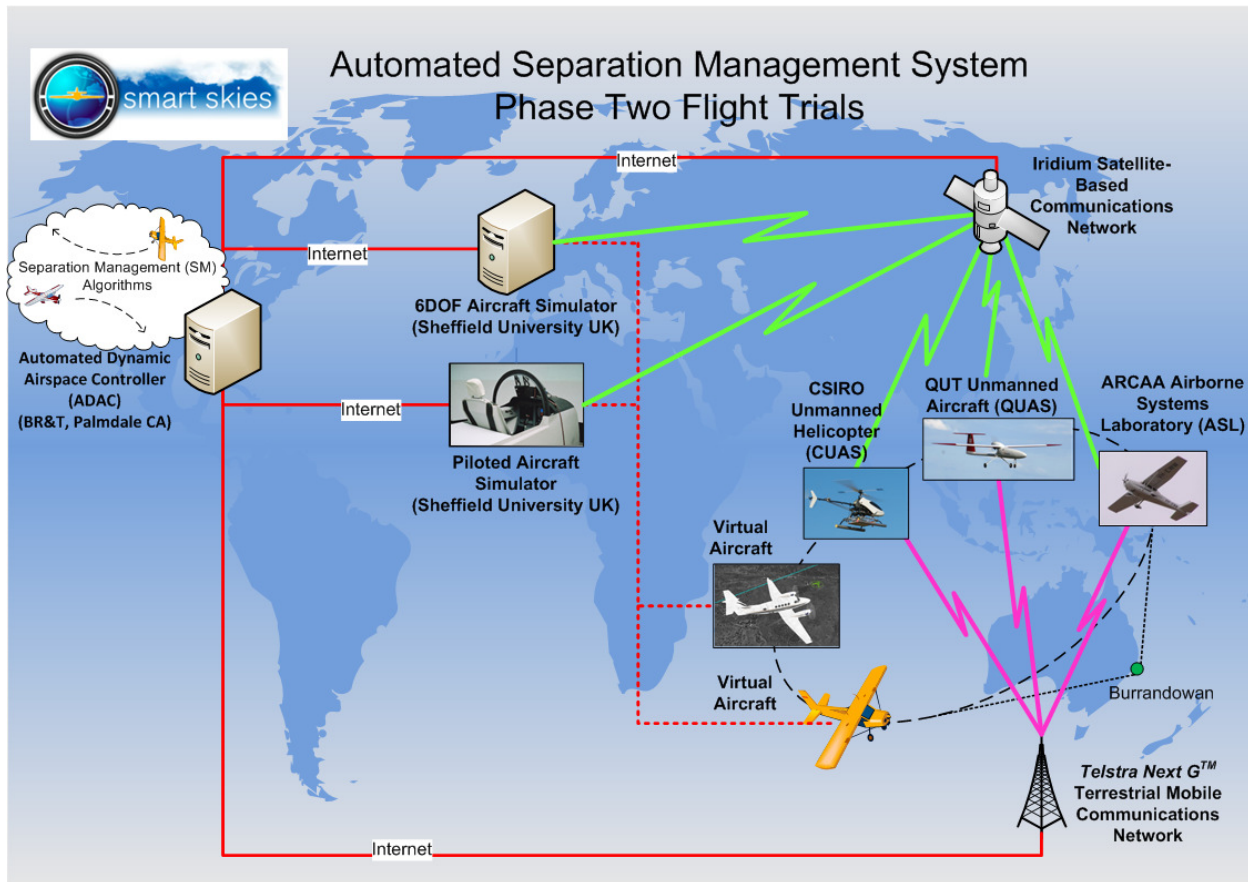 smart skies
Automated Separation Management System
Phase Two Flight Trials
Internet
Iridium Satellite-
Based
Communications
Network
Internet
Separation Management (SM)
Algorithms
6DOF Aircraft Simulator
(Sheffield University UK)
Automated Dynamic
Airspace Controller
(ADAC)
(BR&T, Palmdale CA)
Internet
Piloted Aircraft
Simulator
(Sheffield University UK)
CSIRO
Unmanned
Helicopter
(CUAS)
QUT Unmanned
Aircraft (QUAS)
ARCAA Airborne
Systems
Laboratory (ASL)
Virtual
Aircraft
Virtual
Aircraft
Burrandowan
Telstra Next G™
Terrestrial Mobile
Communications
Network
Internet